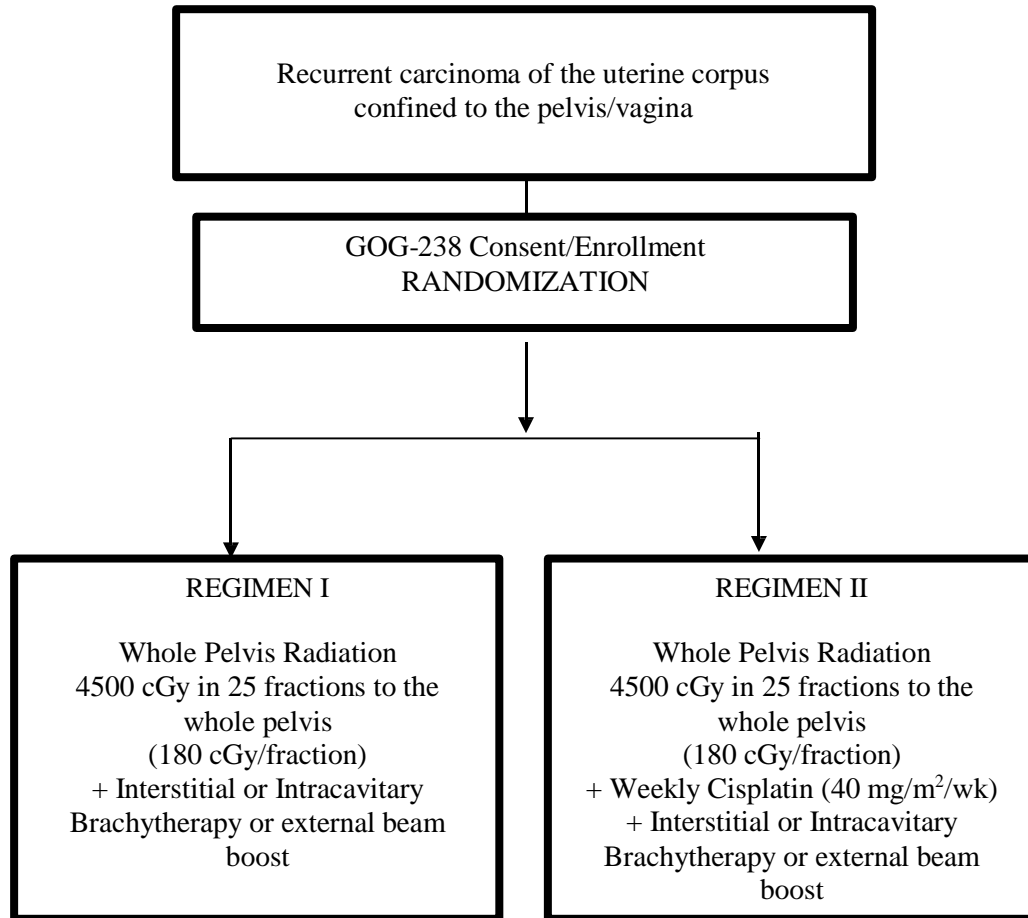 Recurrent carcinoma of the uterine corpus
confined to the pelvis/vagina
GOG-238 Consent/Enrollment
RANDOMIZATION
REGIMEN I
Whole Pelvis Radiation
4500 cGy in 25 fractions to the
whole pelvis
(180 cGy/fraction)
+ Interstitial or Intracavitary
Brachytherapy or external beam
boost
REGIMEN II
Whole Pelvis Radiation
4500 cGy in 25 fractions to the
whole pelvis
(180 cGy/fraction)
+ Weekly Cisplatin (40 mg/m²/wk)
+ Interstitial or Intracavitary
Brachytherapy or external beam
boost